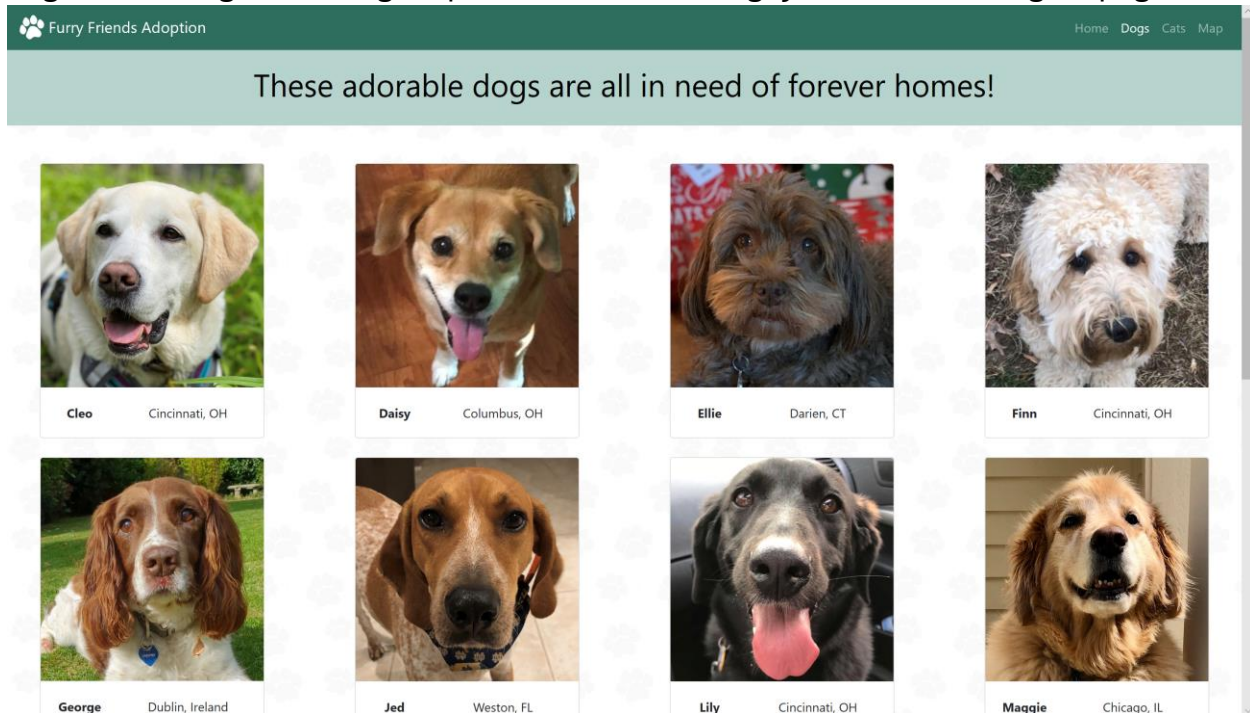 Furry Friends Adoption
Home Dogs Cats Map
These adorable dogs are all in need of forever homes!
Cleo Cincinnati, OH
Daisy Columbus, OH
Ellie Darien, CT
Finn Cincinnati, OH
George Dublin, Ireland
Jed Weston, FL
Lily Cincinnati, OH
Maggie Chicago, IL